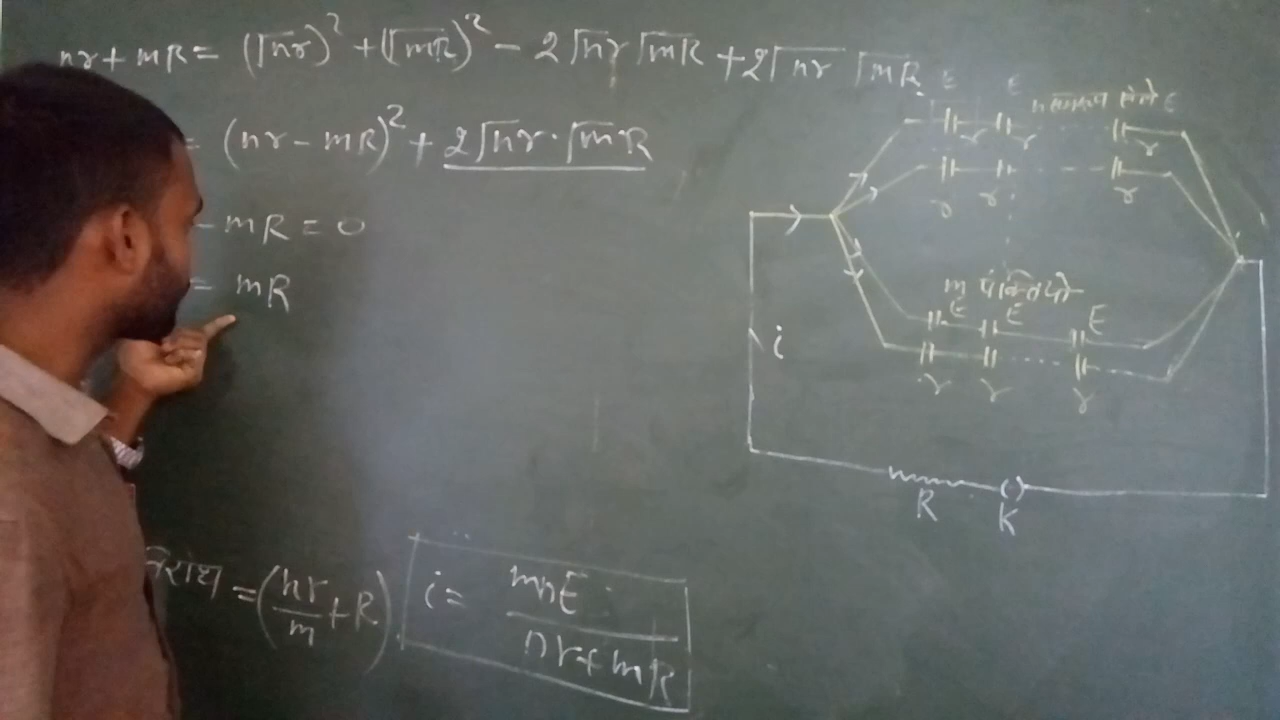 nr + mR = (√nr)² + (√mR)² - 2√nr √mR + 2√nr √mR
= (nr - mR)² + 2√nr · √mR
- mR = 0
= mR
निरोध = (nr/m + R)
i = mnE / nr + mR
E E E
r r r
r r r
m पंक्तियाँ
E E E
r r r
i
R K